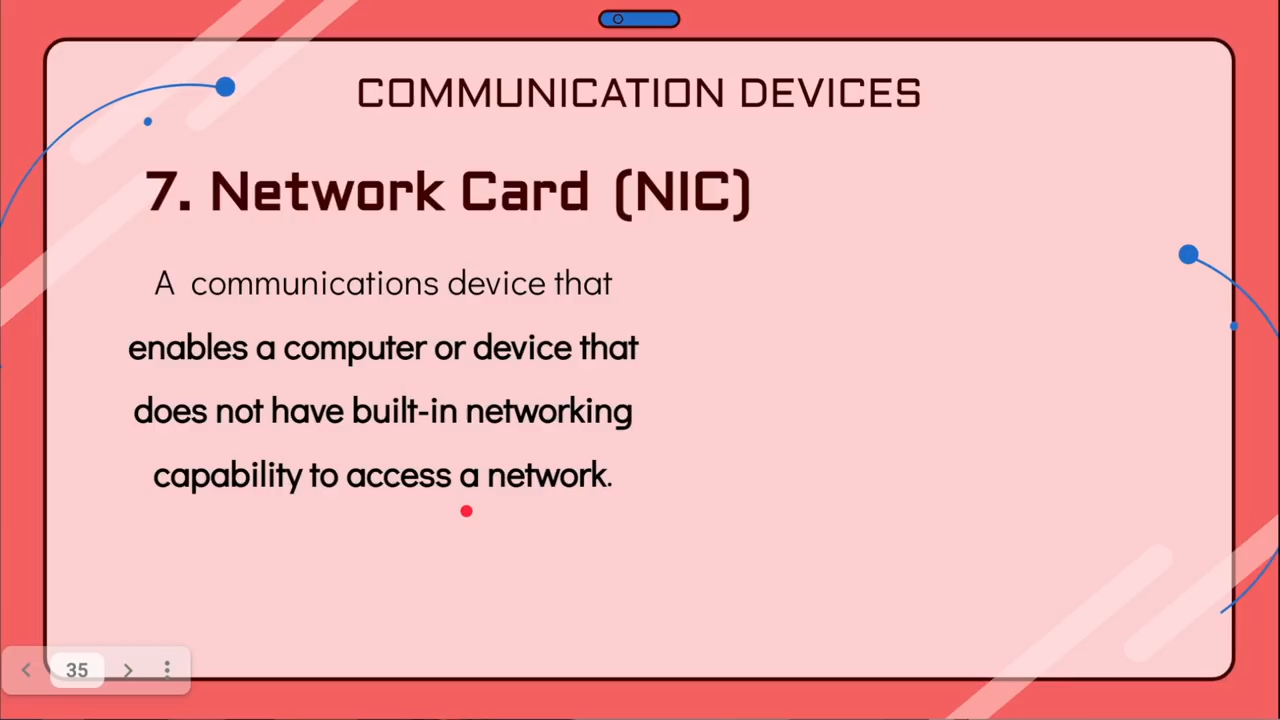 COMMUNICATION DEVICES
7. Network Card (NIC)
A communications device that
enables a computer or device that
does not have built-in networking
capability to access a network.
35